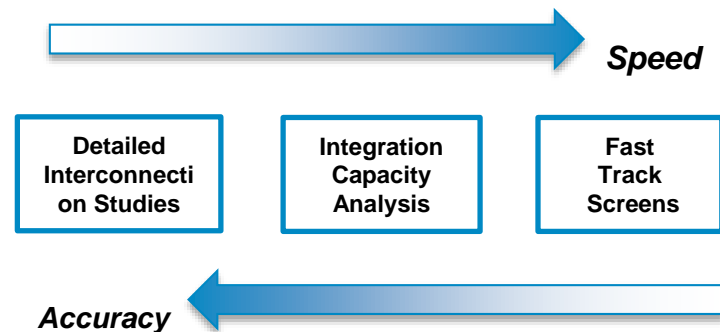 Speed
Detailed
Interconnecti
on Studies
Integration
Capacity
Analysis
Fast
Track
Screens
Accuracy